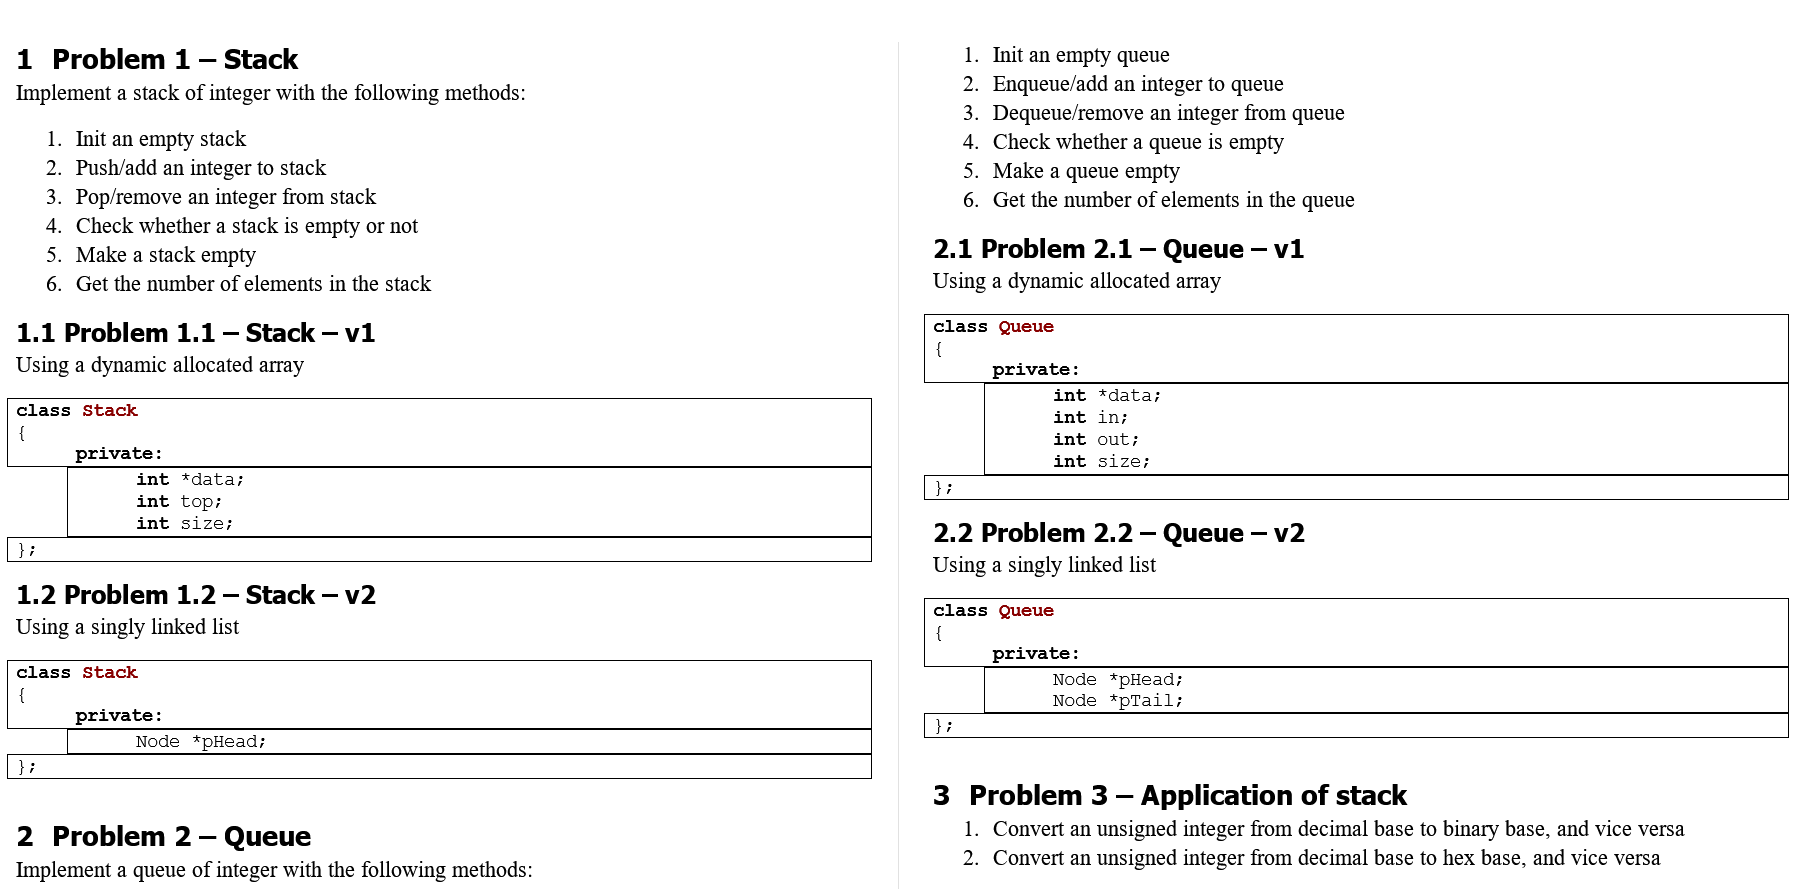 1 Problem 1 – Stack
Implement a stack of integer with the following methods:
1. Init an empty stack
2. Push/add an integer to stack
3. Pop/remove an integer from stack
4. Check whether a stack is empty or not
5. Make a stack empty
6. Get the number of elements in the stack
1.1 Problem 1.1 – Stack – v1
Using a dynamic allocated array
class Stack
{
private:
int *data;
int top;
int size;
};
1.2 Problem 1.2 – Stack – v2
Using a singly linked list
class Stack
{
private:
Node *pHead;
};
2 Problem 2 – Queue
Implement a queue of integer with the following methods:
1. Init an empty queue
2. Enqueue/add an integer to queue
3. Dequeue/remove an integer from queue
4. Check whether a queue is empty
5. Make a queue empty
6. Get the number of elements in the queue
2.1 Problem 2.1 – Queue – v1
Using a dynamic allocated array
class Queue
{
private:
int *data;
int in;
int out;
int size;
};
2.2 Problem 2.2 – Queue – v2
Using a singly linked list
class Queue
{
private:
Node *pHead;
Node *pTail;
};
3 Problem 3 – Application of stack
1. Convert an unsigned integer from decimal base to binary base, and vice versa
2. Convert an unsigned integer from decimal base to hex base, and vice versa